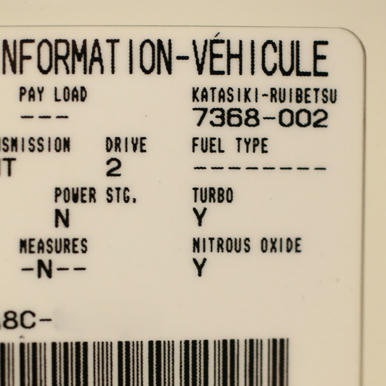 NFORMATION-VÉHICULE
PAY LOAD KATASIKI-RUIBETSU
--- 7368-002
SMISSION DRIVE FUEL TYPE
T 2 --------
POWER STG. TURBO
N Y
MEASURES NITROUS OXIDE
-N-- Y
8C-